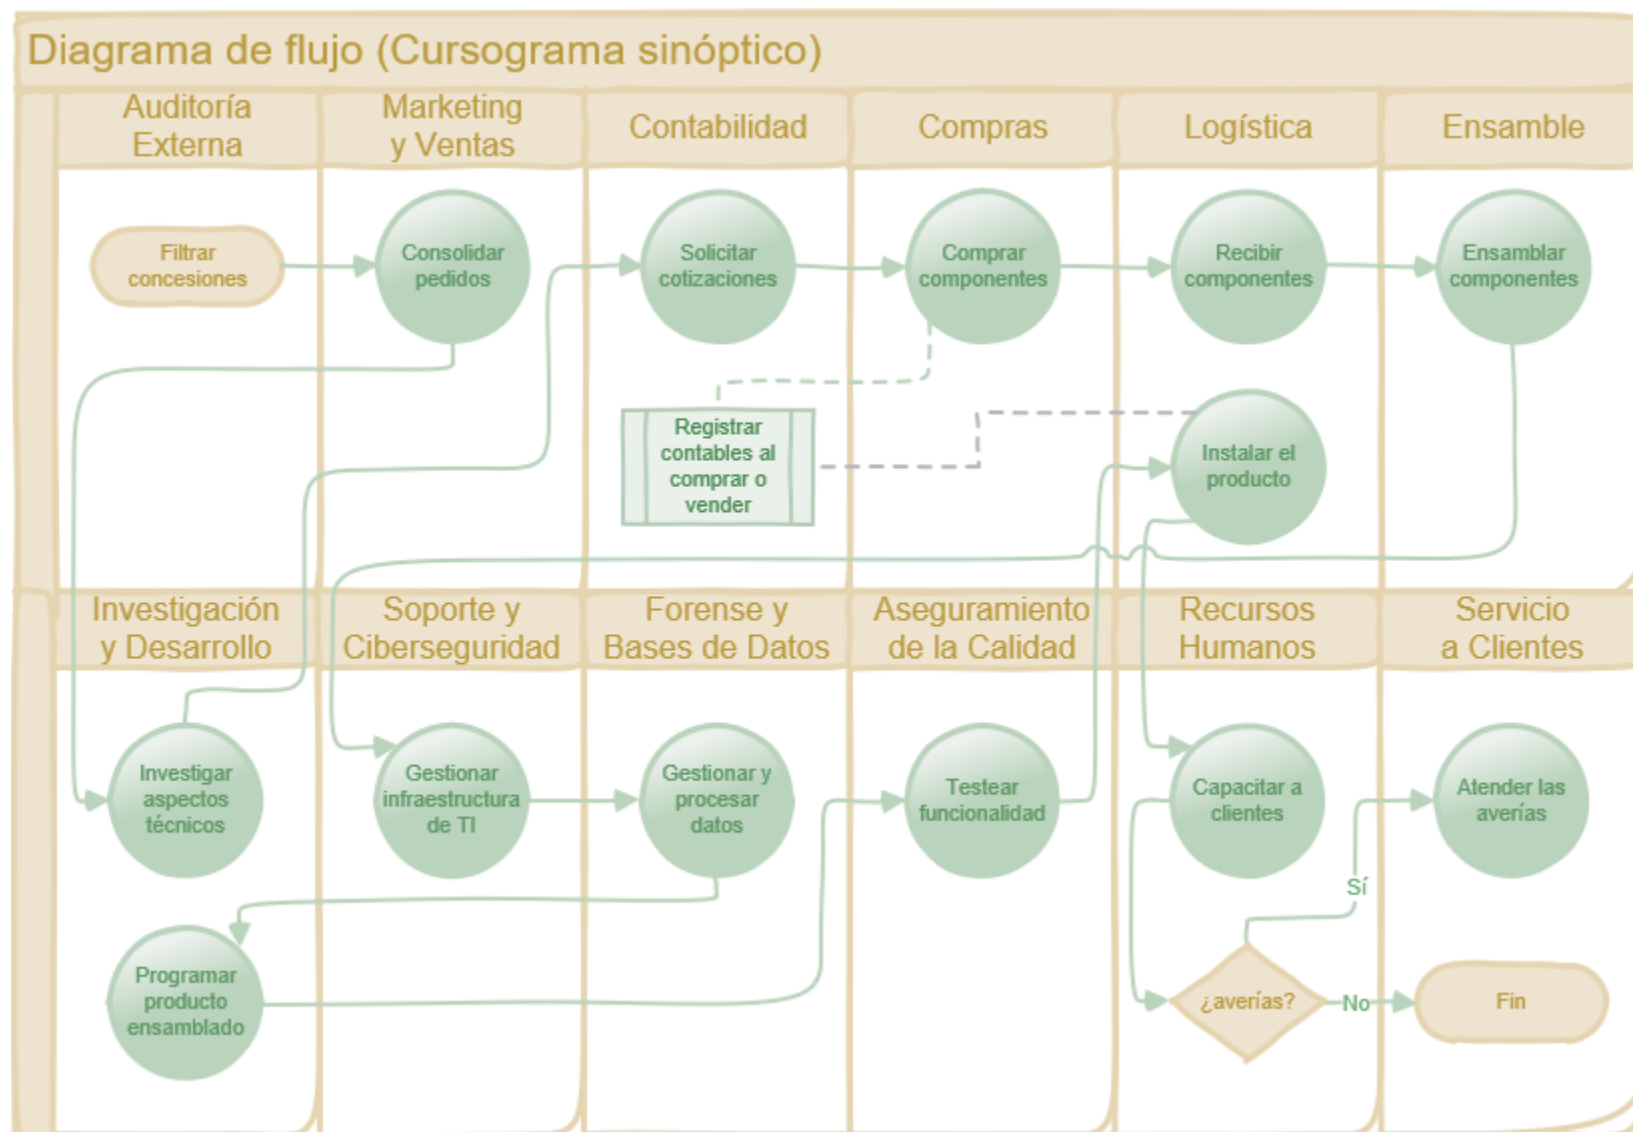 Diagrama de flujo (Cursograma sinóptico)
Auditoría
Externa
Marketing
y Ventas
Contabilidad
Compras
Logística
Ensamble
Filtrar
concesiones
Consolidar
pedidos
Solicitar
cotizaciones
Comprar
componentes
Recibir
componentes
Ensamblar
componentes
Registrar
contables al
comprar o
vender
Instalar el
producto
Investigación
y Desarrollo
Soporte y
Ciberseguridad
Forense y
Bases de Datos
Aseguramiento
de la Calidad
Recursos
Humanos
Servicio
a Clientes
Investigar
aspectos
técnicos
Gestionar
infraestructura
de TI
Gestionar y
procesar
datos
Testear
funcionalidad
Capacitar a
clientes
Atender las
averías
Sí
Programar
producto
ensamblado
¿averías?
No
Fin